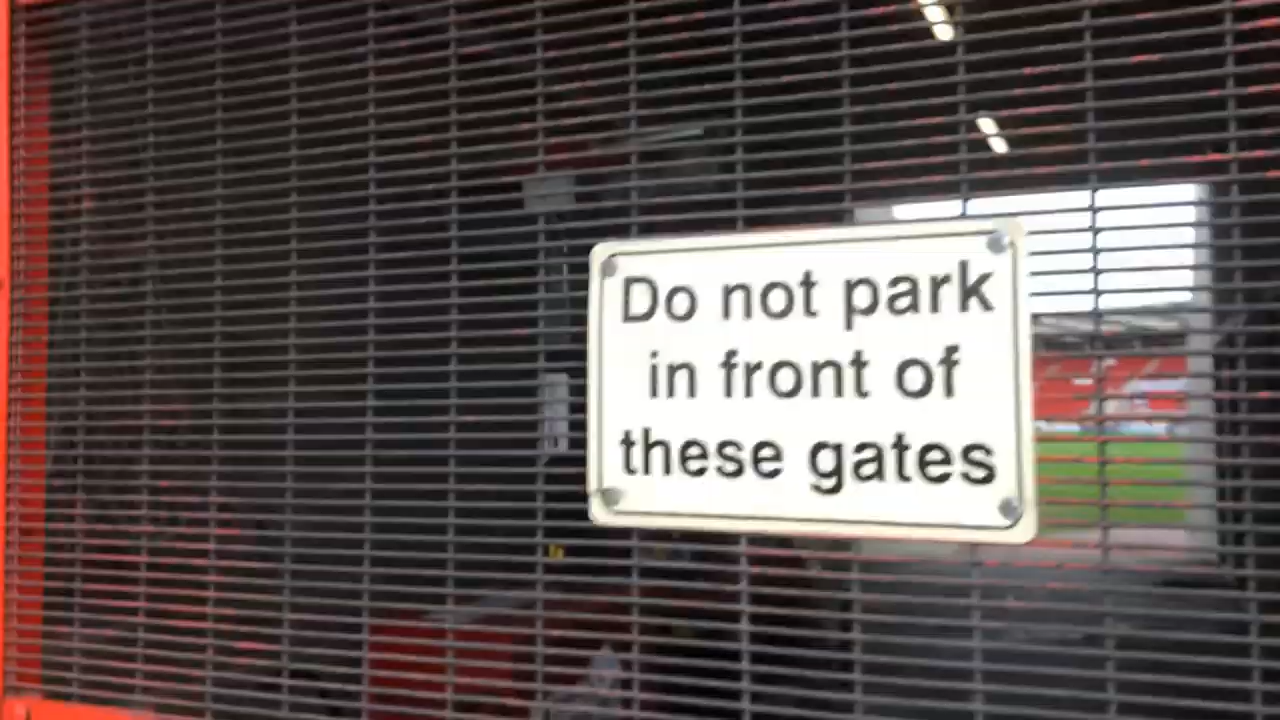 Do not park
in front of
these gates